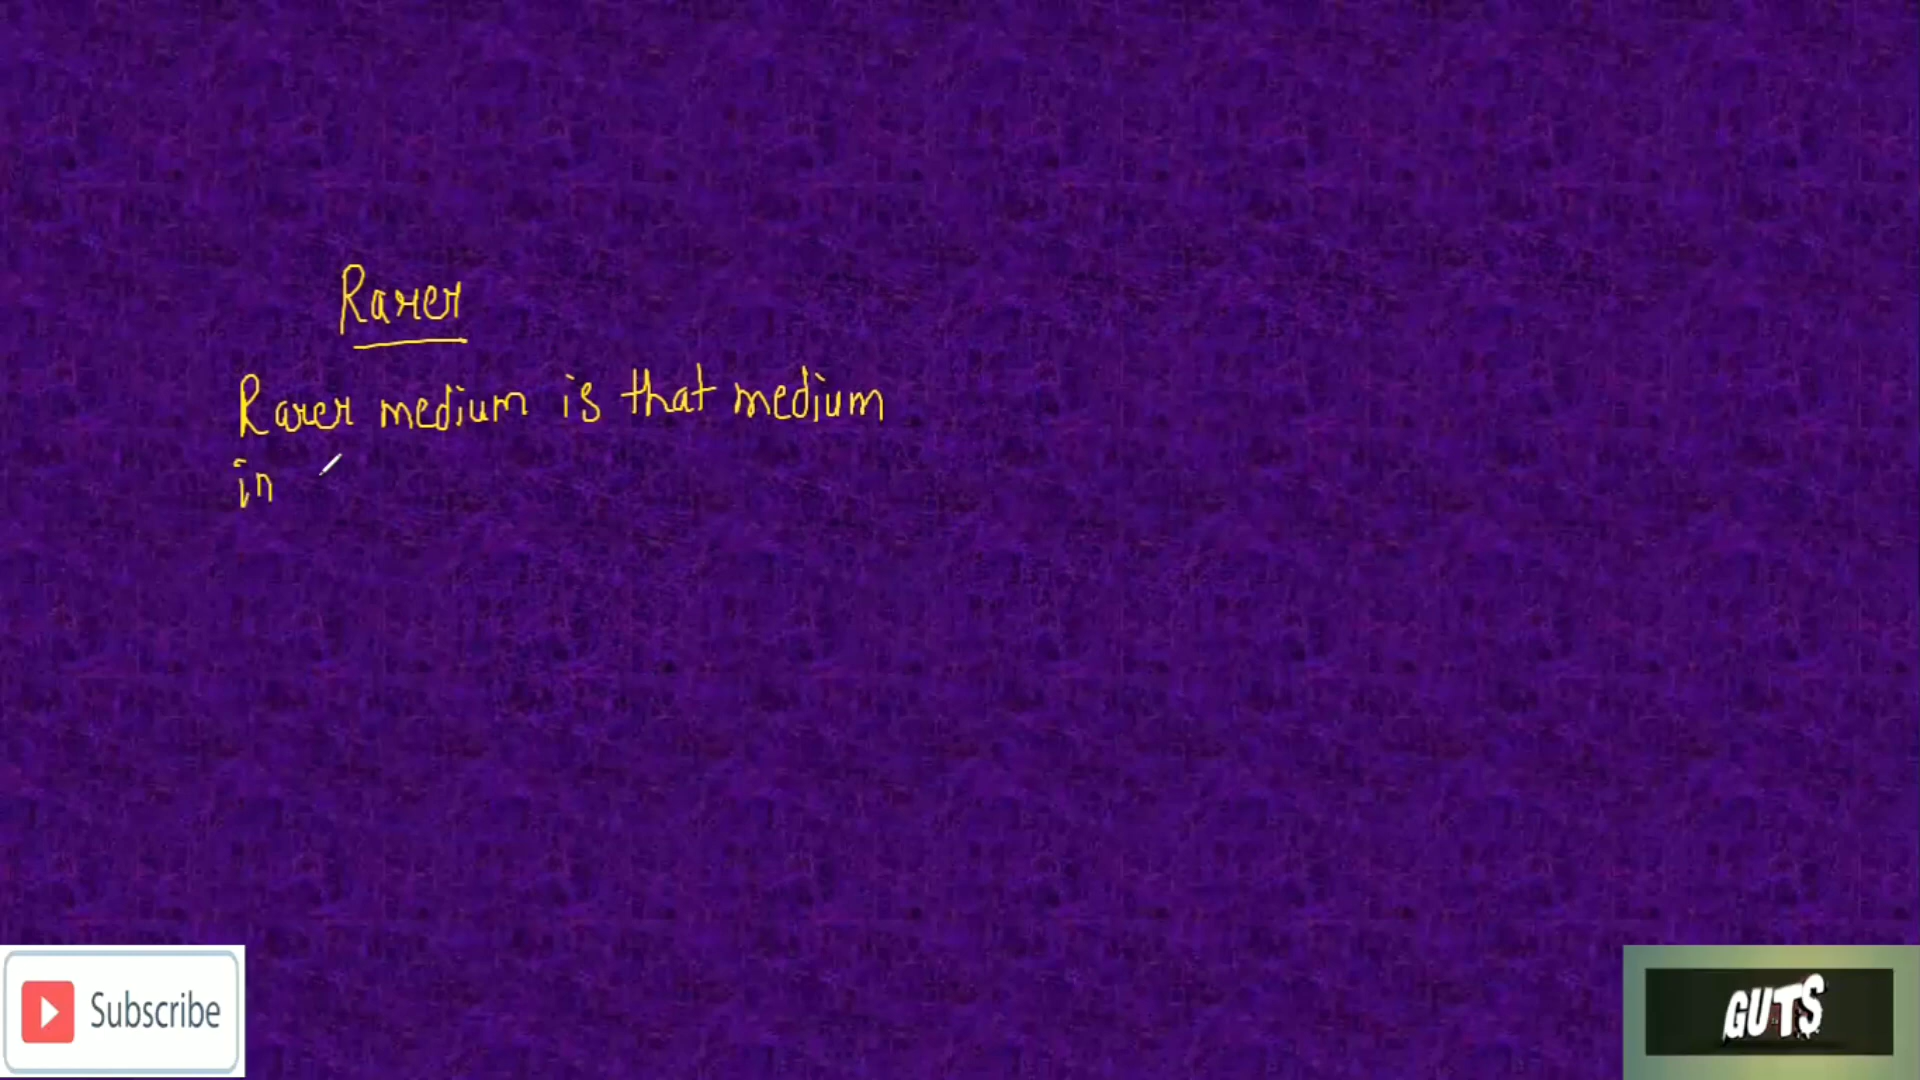 Rarer
Rarer medium is that medium
in
Subscribe
GUTS